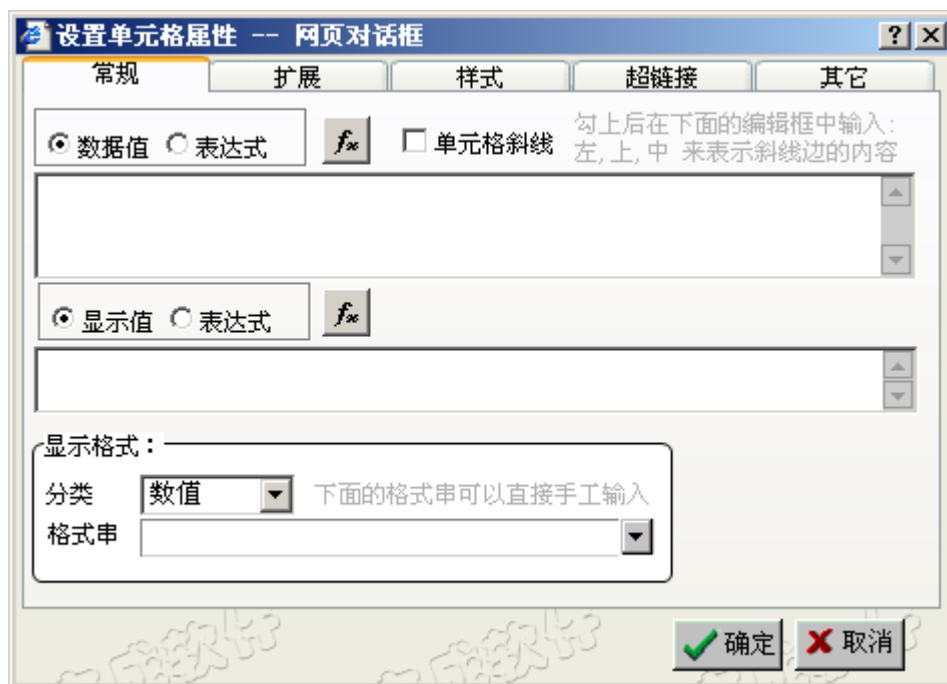 设置单元格属性 -- 网页对话框
常规 扩展 样式 超链接 其它
数据值 表达式 fx 单元格斜线 勾上后在下面的编辑框中输入:
左,上,中 来表示斜线边的内容
显示值 表达式 fx
显示格式：
分类 数值 下面的格式串可以直接手工输入
格式串
确定 取消